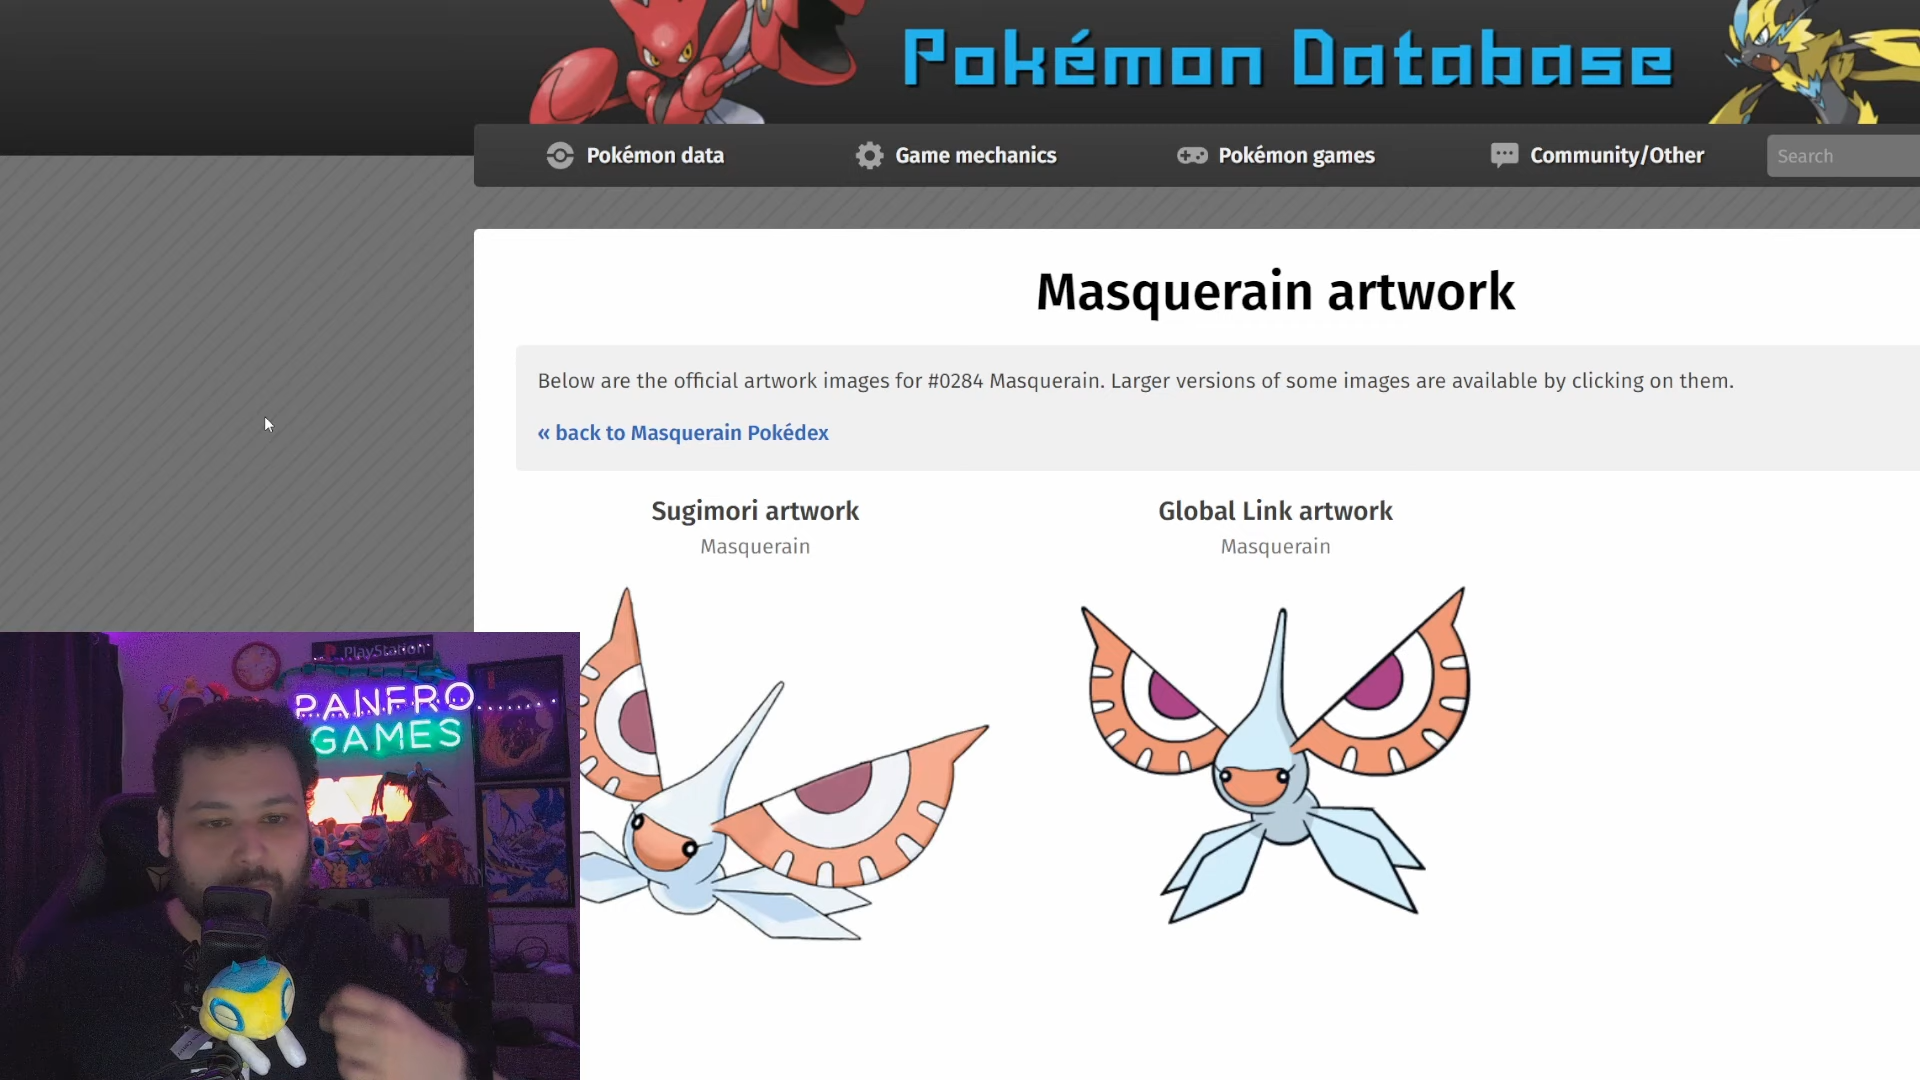 Pokémon Database
Pokémon data
Game mechanics
Pokémon games
Community/Other
Search
Masquerain artwork
Below are the official artwork images for #0284 Masquerain. Larger versions of some images are available by clicking on them.
« back to Masquerain Pokédex
Sugimori artwork
Masquerain
Global Link artwork
Masquerain
PlayStation
PANFRO
GAMES